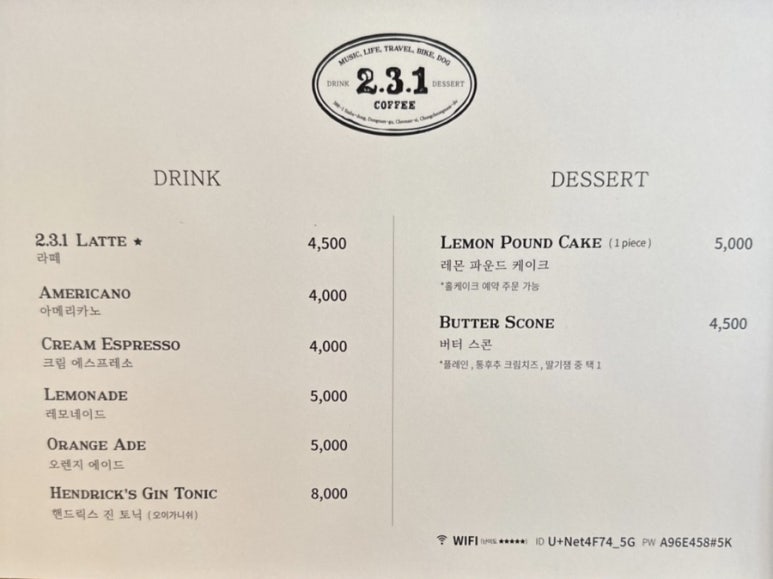 MUSIC, LIFE, TRAVEL, BIKE, DOG
DRINK 2.3.1 DESSERT
COFFEE
DRINK
2.3.1 LATTE ★ 4,500
라떼
AMERICANO 4,000
아메리카노
CREAM ESPRESSO 4,000
크림 에스프레소
LEMONADE 5,000
레모네이드
ORANGE ADE 5,000
오렌지 에이드
HENDRICK'S GIN TONIC 8,000
핸드릭스 진 토닉 (오이가니쉬)
DESSERT
LEMON POUND CAKE (1 piece) 5,000
레몬 파운드 케이크
*홀케이크 예약 주문 가능
BUTTER SCONE 4,500
버터 스콘
*플레인, 통후추 크림치즈, 딸기잼 중 택 1
WIFI (난이도 ★★★★★) ID U+Net4F74_5G PW A96E458#5K